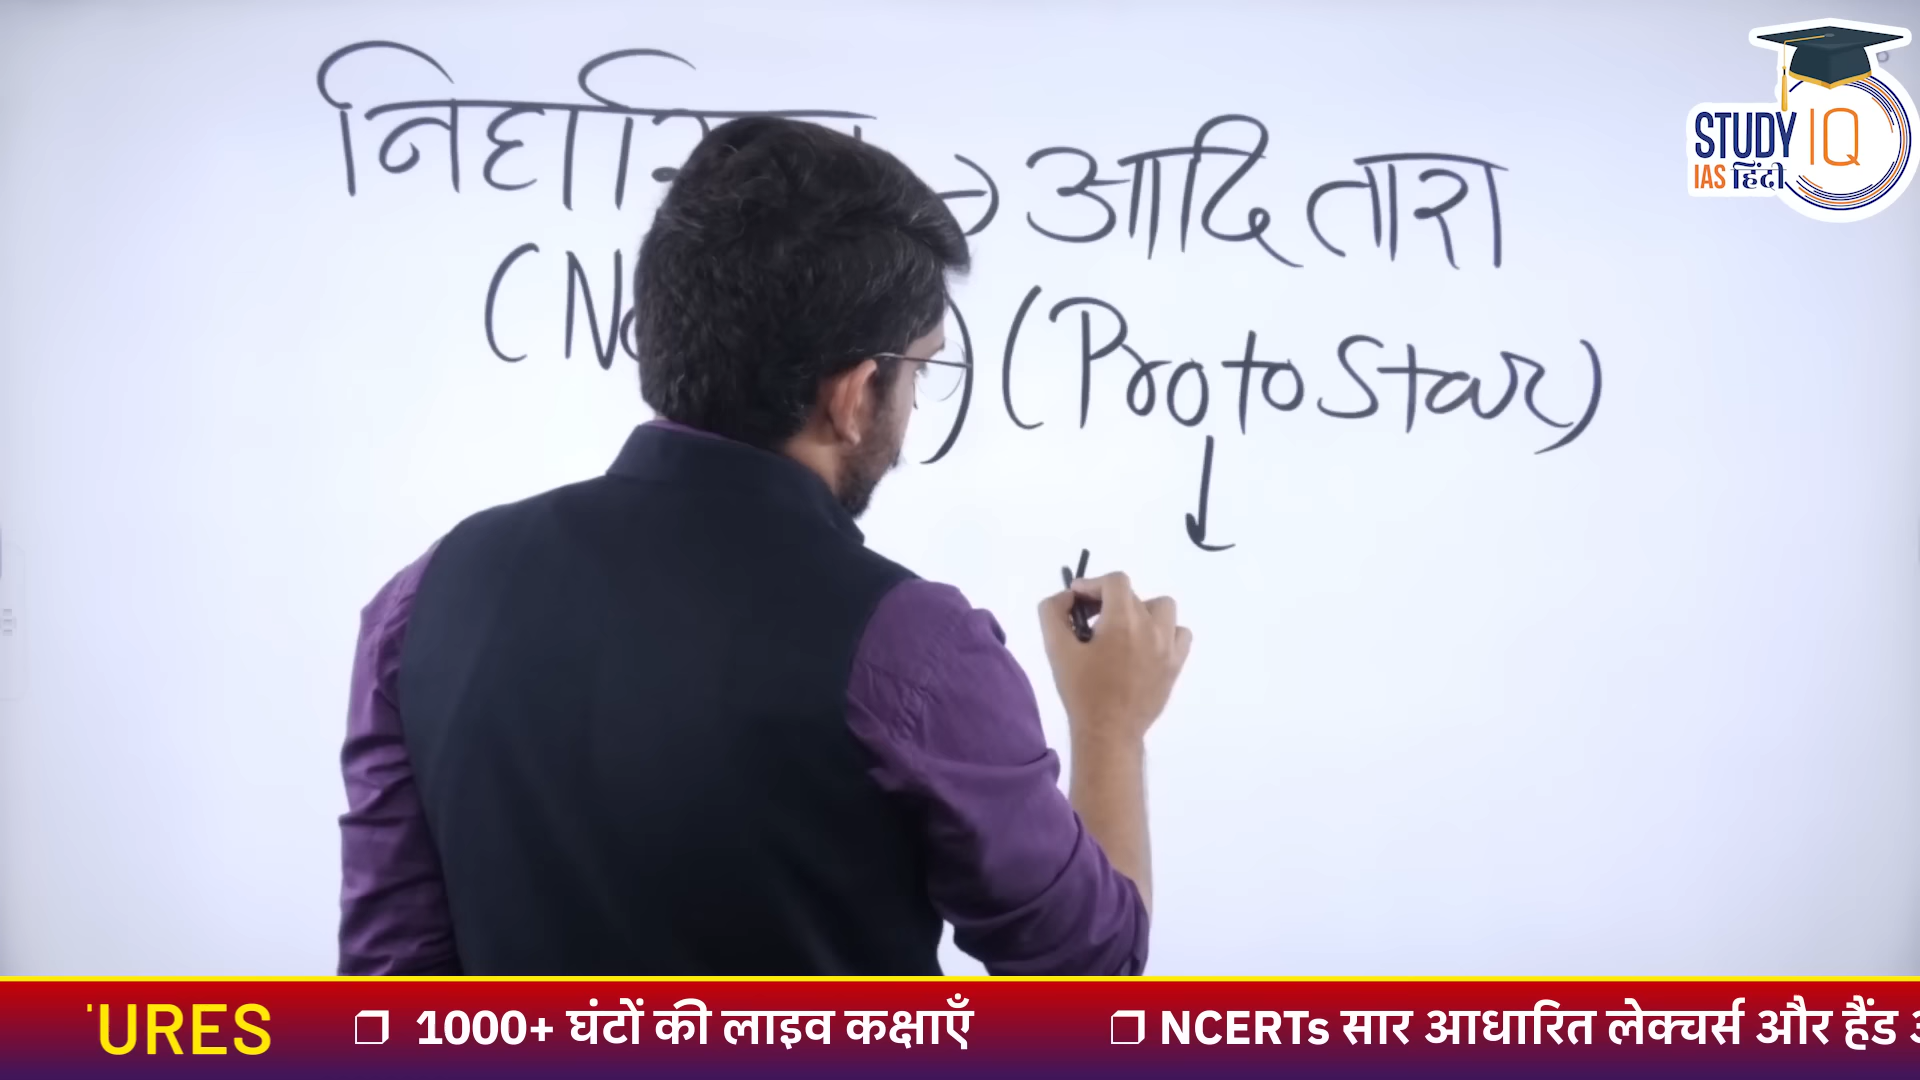 आदि तारा
(Proto Star)
STUDY IQ
IAS हिंदी
URES 1000+ घंटों की लाइव कक्षाएँ NCERTs सार आधारित लेक्चर्स और हैंड